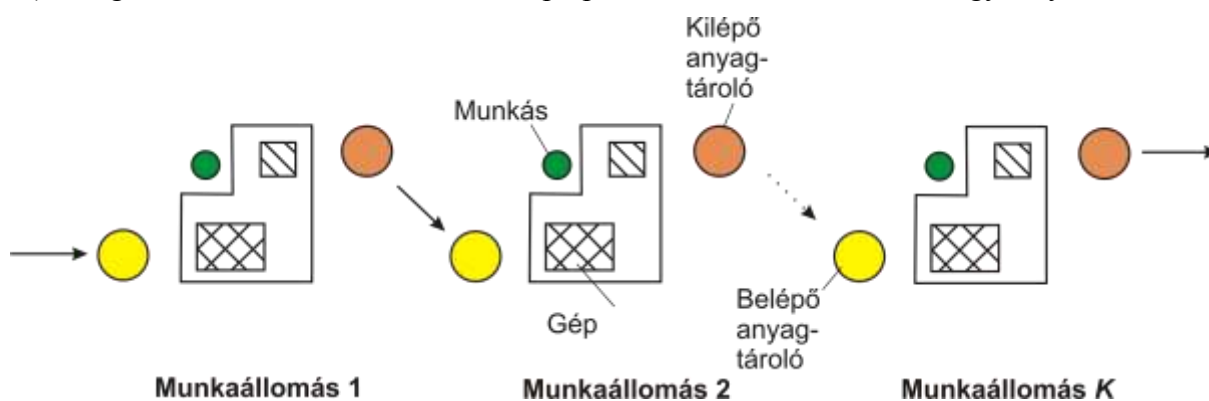 Kilépő
anyag-
tároló
Munkás
Gép
Belépő
anyag-
tároló
Munkaállomás 1
Munkaállomás 2
Munkaállomás K